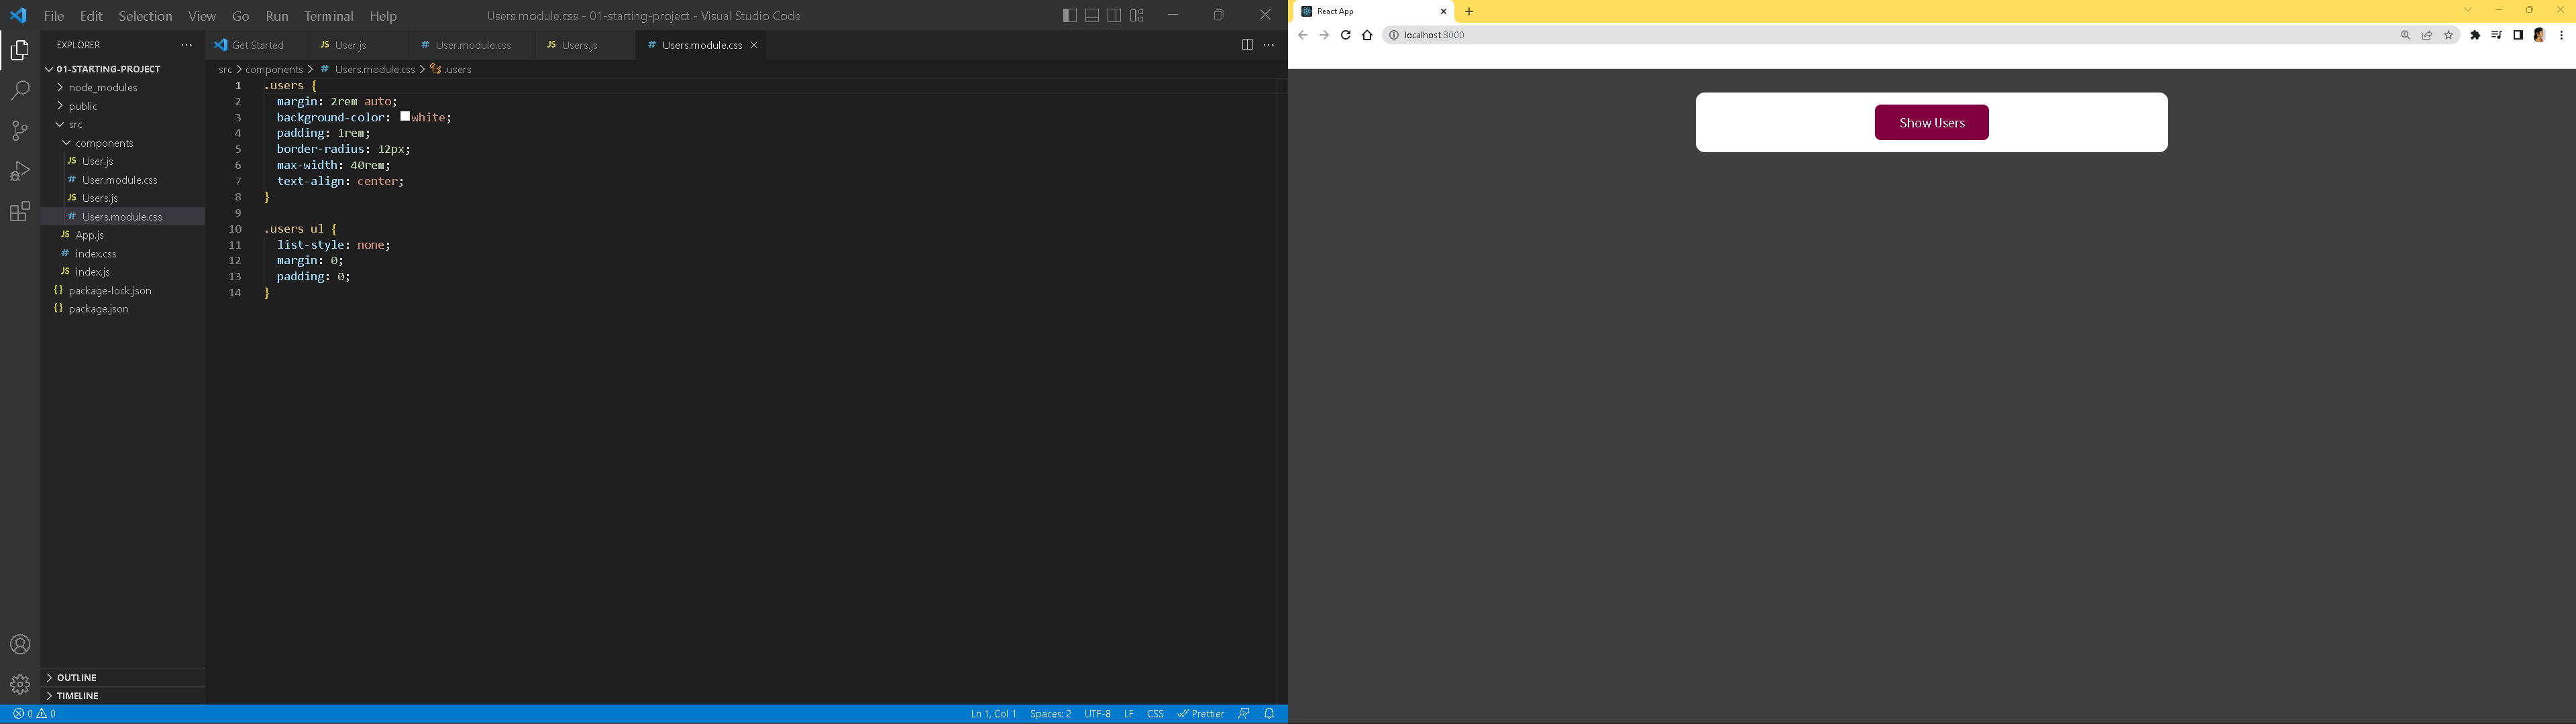 File Edit Selection View Go Run Terminal Help
Users.module.css - 01-starting-project - Visual Studio Code
EXPLORER
01-STARTING-PROJECT
node_modules
public
src
components
JS User.js
# User.module.css
JS Users.js
# Users.module.css
JS App.js
# index.css
JS index.js
{} package-lock.json
{} package.json
OUTLINE
TIMELINE
Get Started JS User.js # User.module.css JS Users.js # Users.module.css
src > components > # Users.module.css > .users
1 .users {
2 margin: 2rem auto;
3 background-color: white;
4 padding: 1rem;
5 border-radius: 12px;
6 max-width: 40rem;
7 text-align: center;
8 }
9
10 .users ul {
11 list-style: none;
12 margin: 0;
13 padding: 0;
14 }
0 0 Ln 1, Col 1 Spaces: 2 UTF-8 LF CSS Prettier
React App
localhost:3000
Show Users